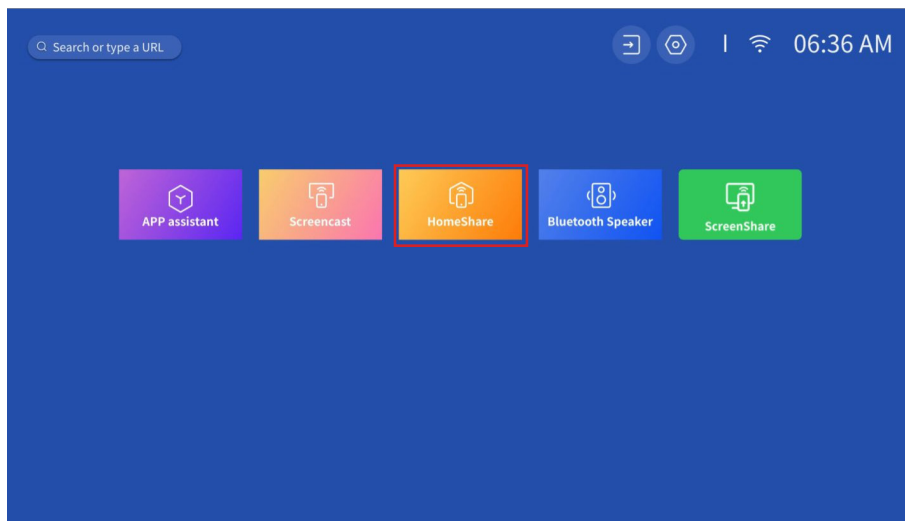 Search or type a URL
06:36 AM
APP assistant
Screencast
HomeShare
Bluetooth Speaker
ScreenShare